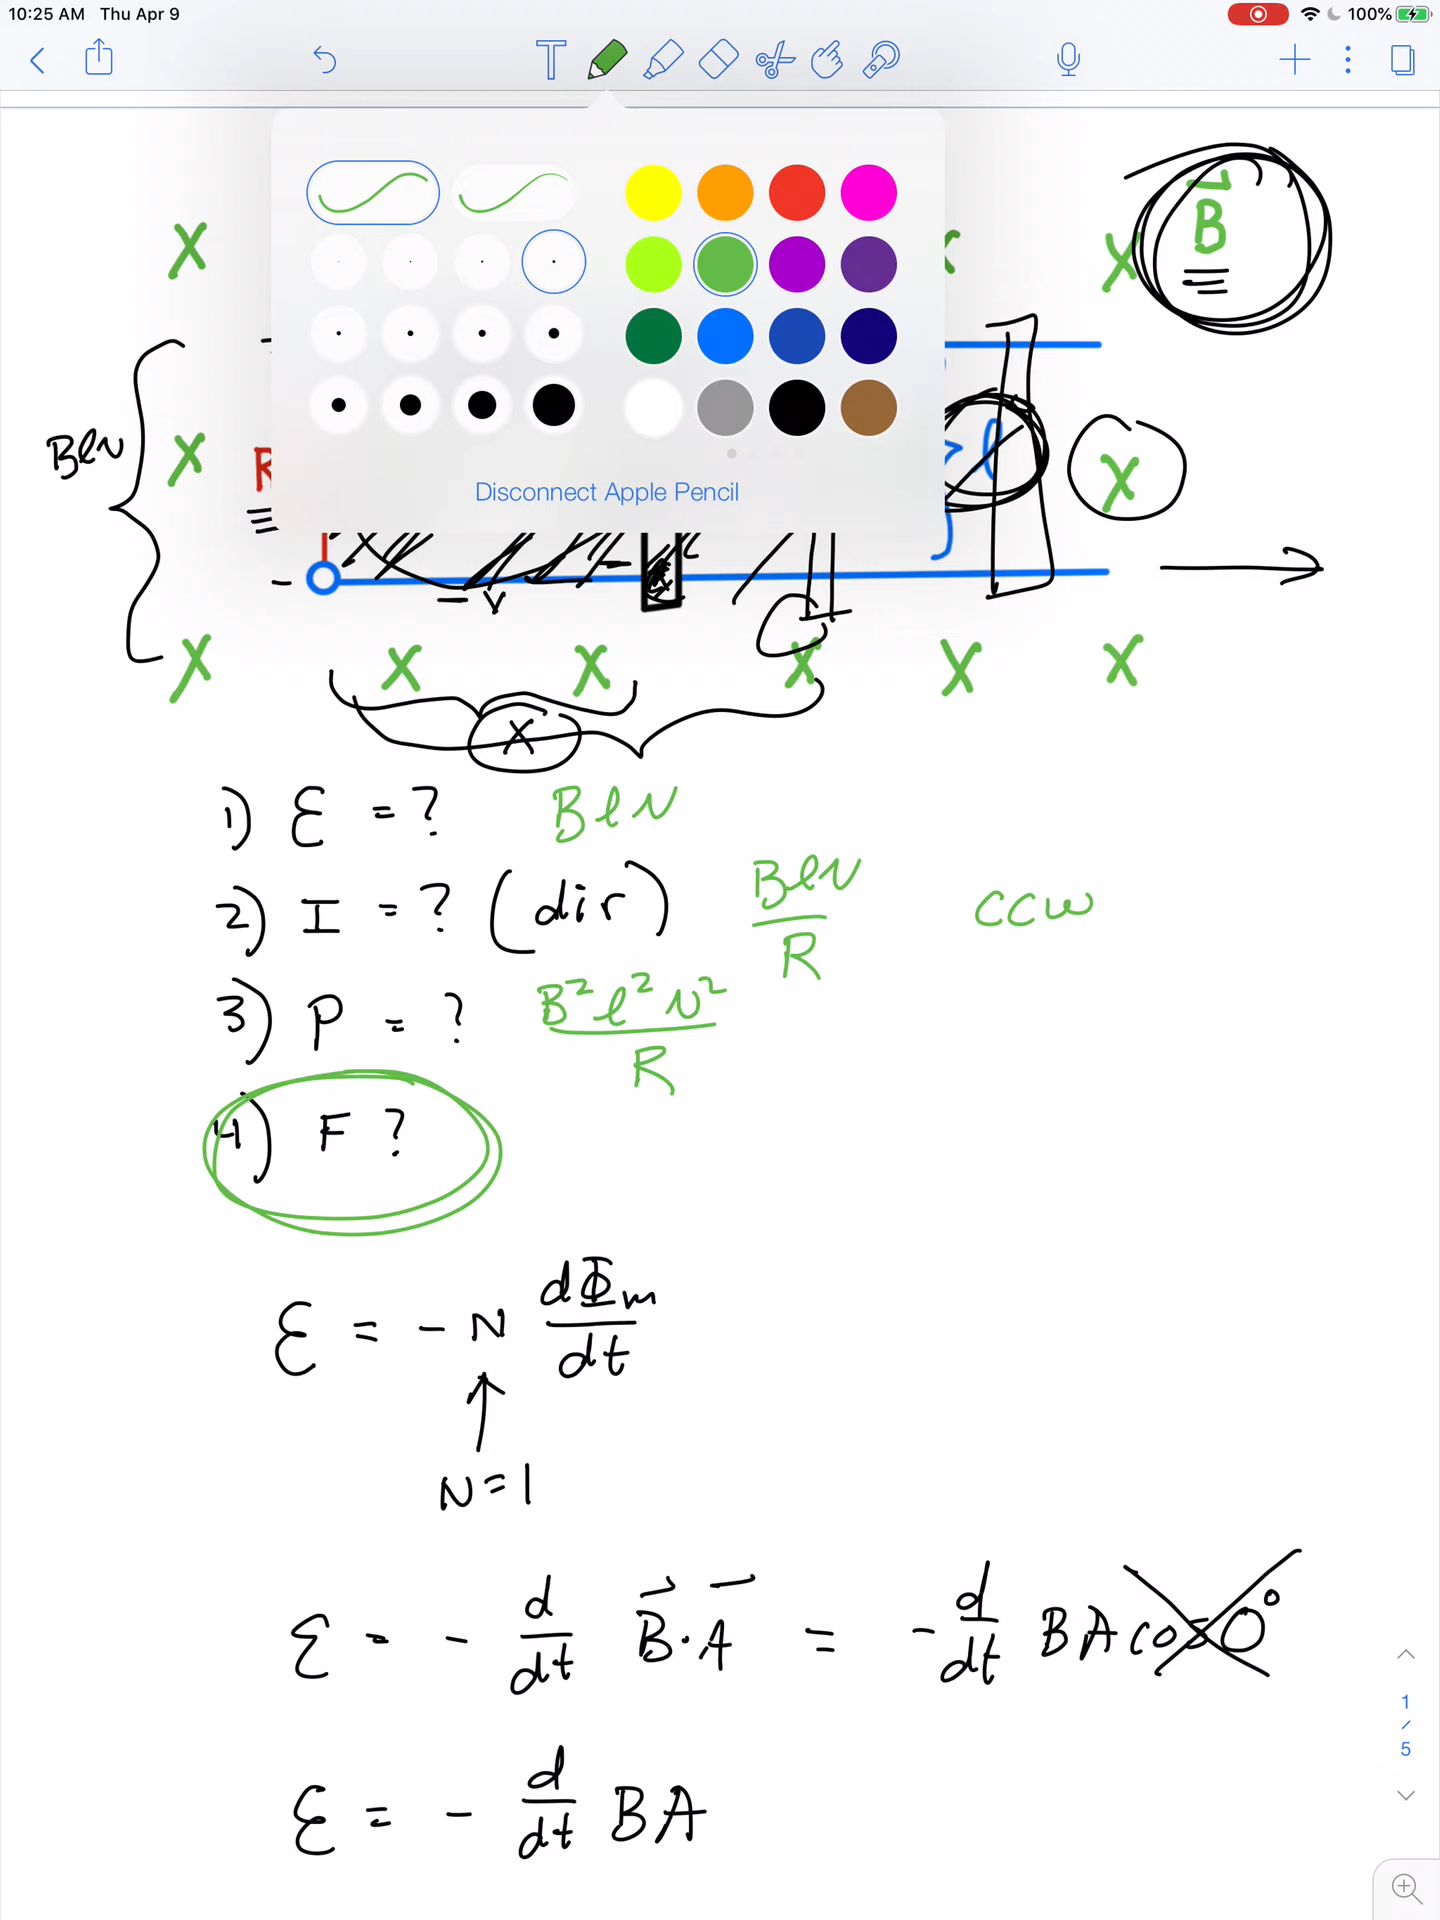 10:25 AM Thu Apr 9
100%
T
X X X B
Blv
X R l X
Disconnect Apple Pencil
- v
X X X X X X
X
1) ℰ = ? Blv
2) I = ? (dir) Blv/R ccw
3) P = ? B²l²v²/R
4) F ?
ℰ = - N dΦm/dt
N=1
ℰ = - d/dt B⃗·A⃗ = - d/dt BA cos 0°
ℰ = - d/dt BA
1/5